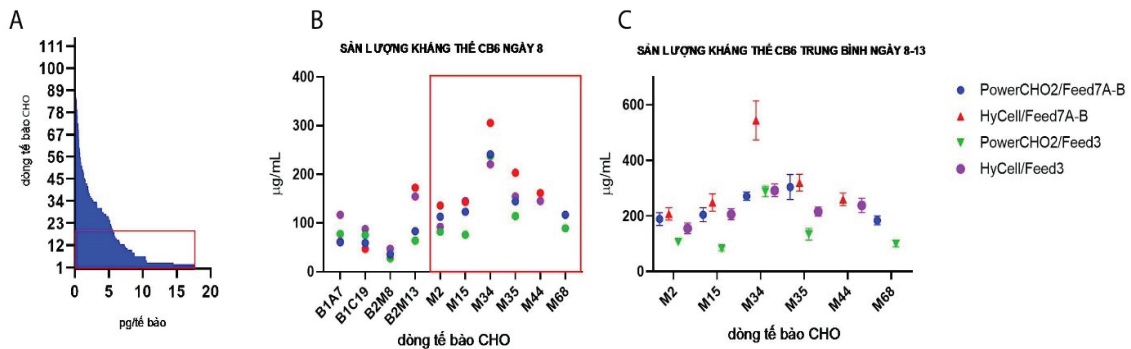 A
dòng tế bào CHO
111
100
89
78
67
56
45
34
23
12
1
0
5
10
15
20
pg/tế bào
B
SẢN LƯỢNG KHÁNG THỂ CB6 NGÀY 8
µg/mL
400
300
200
100
0
B1A7
B1C19
B2M8
B2M13
M2
M15
M34
M35
M44
M68
dòng tế bào CHO
C
SẢN LƯỢNG KHÁNG THỂ CB6 TRUNG BÌNH NGÀY 8-13
µg/mL
600
400
200
0
M2
M15
M34
M35
M44
M68
dòng tế bào CHO
PowerCHO2/Feed7A-B
HyCell/Feed7A-B
PowerCHO2/Feed3
HyCell/Feed3